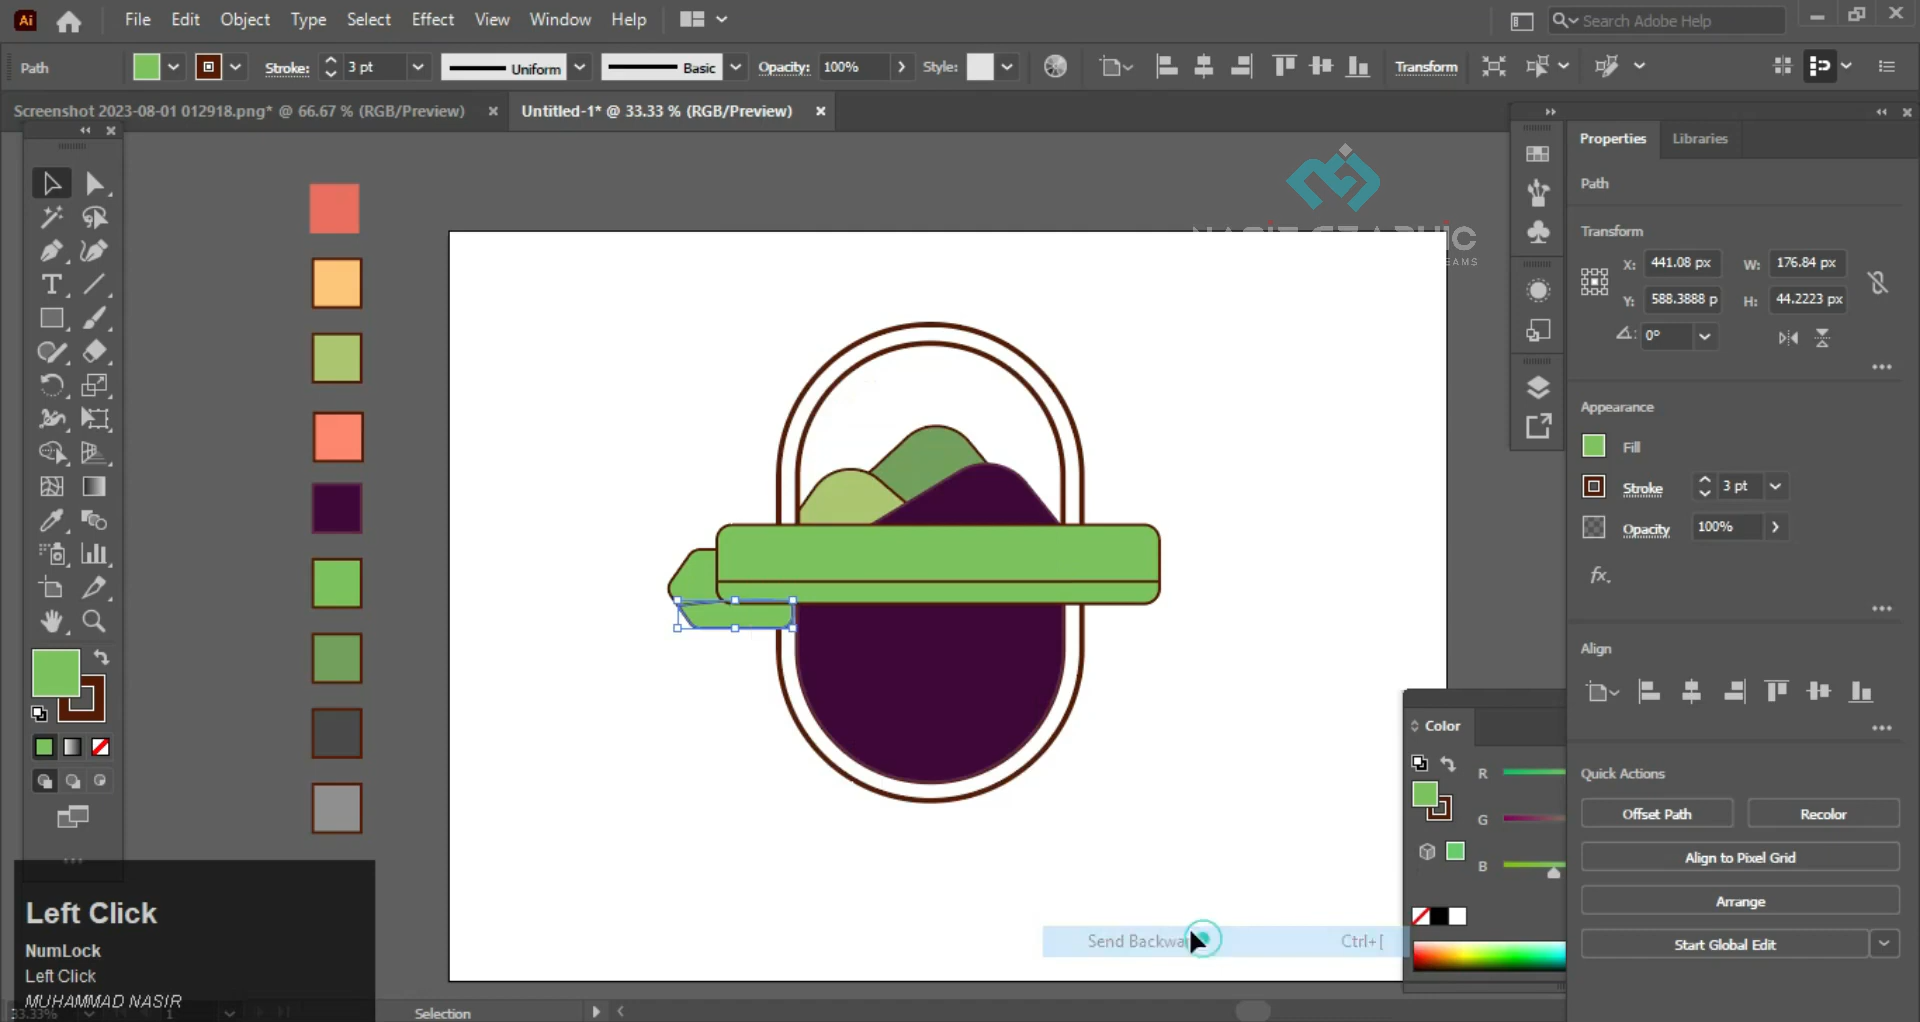 Ai
File Edit Object Type Select Effect View Window Help
Search Adobe Help
Path Stroke: 3 pt Uniform Basic Opacity: 100% Style: Transform
Screenshot 2023-08-01 012918.png* @ 66.67 % (RGB/Preview) × Untitled-1* @ 33.33 % (RGB/Preview) ×
Properties Libraries
Path
Transform
X: 441.08 px W: 176.84 px
Y: 588.3888 p H: 44.2223 px
0°
Appearance
Fill
Stroke 3 pt
Opacity 100%
fx.
Align
Color
R
G
B
Quick Actions
Offset Path Recolor
Align to Pixel Grid
Arrange
Start Global Edit
Send Backwa Ctrl+[
Left Click
NumLock
Left Click
MUHAMMAD NASIR
33.33% 1 Selection